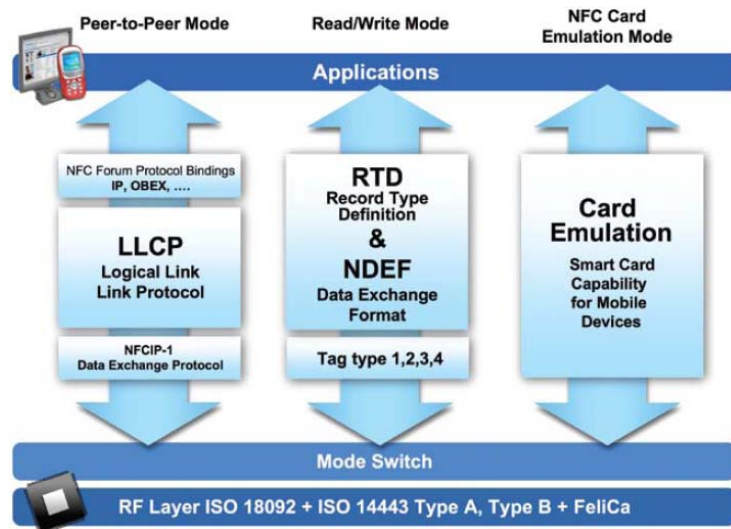 Peer-to-Peer Mode
Read/Write Mode
NFC Card
Emulation Mode
Applications
NFC Forum Protocol Bindings
IP, OBEX, ....
LLCP
Logical Link
Link Protocol
NFCIP-1
Data Exchange Protocol
RTD
Record Type
Definition
&
NDEF
Data Exchange
Format
Tag type 1,2,3,4
Card
Emulation
Smart Card
Capability
for Mobile
Devices
Mode Switch
RF Layer ISO 18092 + ISO 14443 Type A, Type B + FeliCa